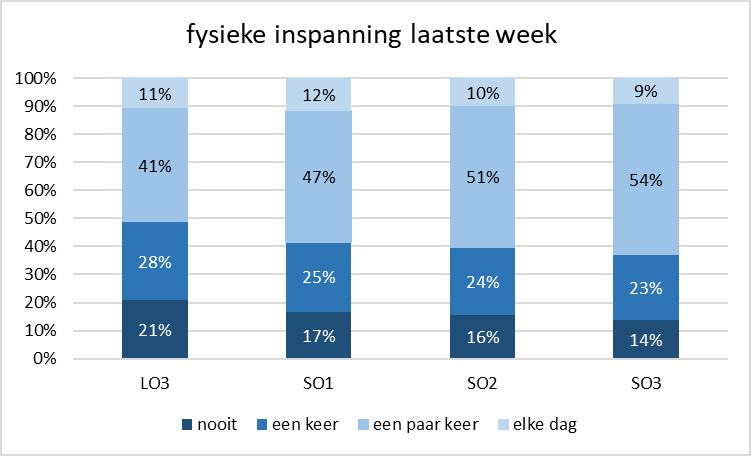 fysieke inspanning laatste week
100%
90%
80%
70%
60%
50%
40%
30%
20%
10%
0%
11% 12% 10% 9%
41% 47% 51% 54%
28% 25% 24% 23%
21% 17% 16% 14%
LO3 SO1 SO2 SO3
nooit een keer een paar keer elke dag